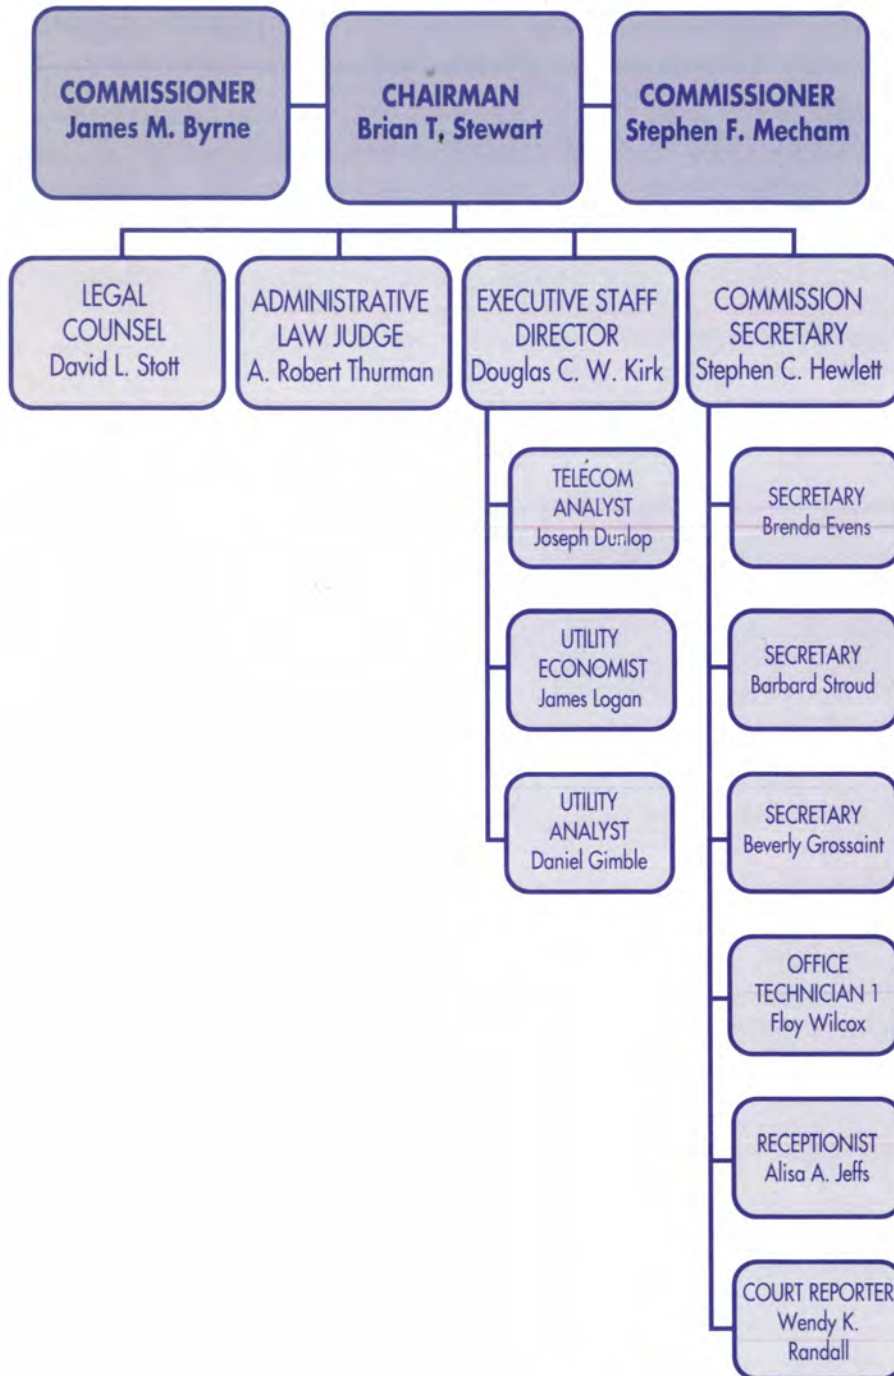 COMMISSIONER
James M. Byrne
CHAIRMAN
Brian T, Stewart
COMMISSIONER
Stephen F. Mecham
LEGAL
COUNSEL
David L. Stott
ADMINISTRATIVE
LAW JUDGE
A. Robert Thurman
EXECUTIVE STAFF
DIRECTOR
Douglas C. W. Kirk
COMMISSION
SECRETARY
Stephen C. Hewlett
TELECOM
ANALYST
Joseph Dunlop
UTILITY
ECONOMIST
James Logan
UTILITY
ANALYST
Daniel Gimble
SECRETARY
Brenda Evens
SECRETARY
Barbard Stroud
SECRETARY
Beverly Grossaint
OFFICE
TECHNICIAN 1
Floy Wilcox
RECEPTIONIST
Alisa A. Jeffs
COURT REPORTER
Wendy K.
Randall